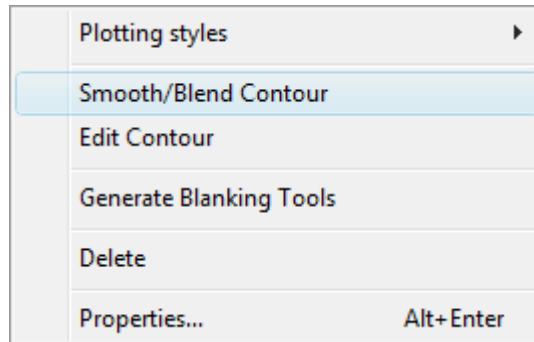 Plotting styles
Smooth/Blend Contour
Edit Contour
Generate Blanking Tools
Delete
Properties... Alt+Enter